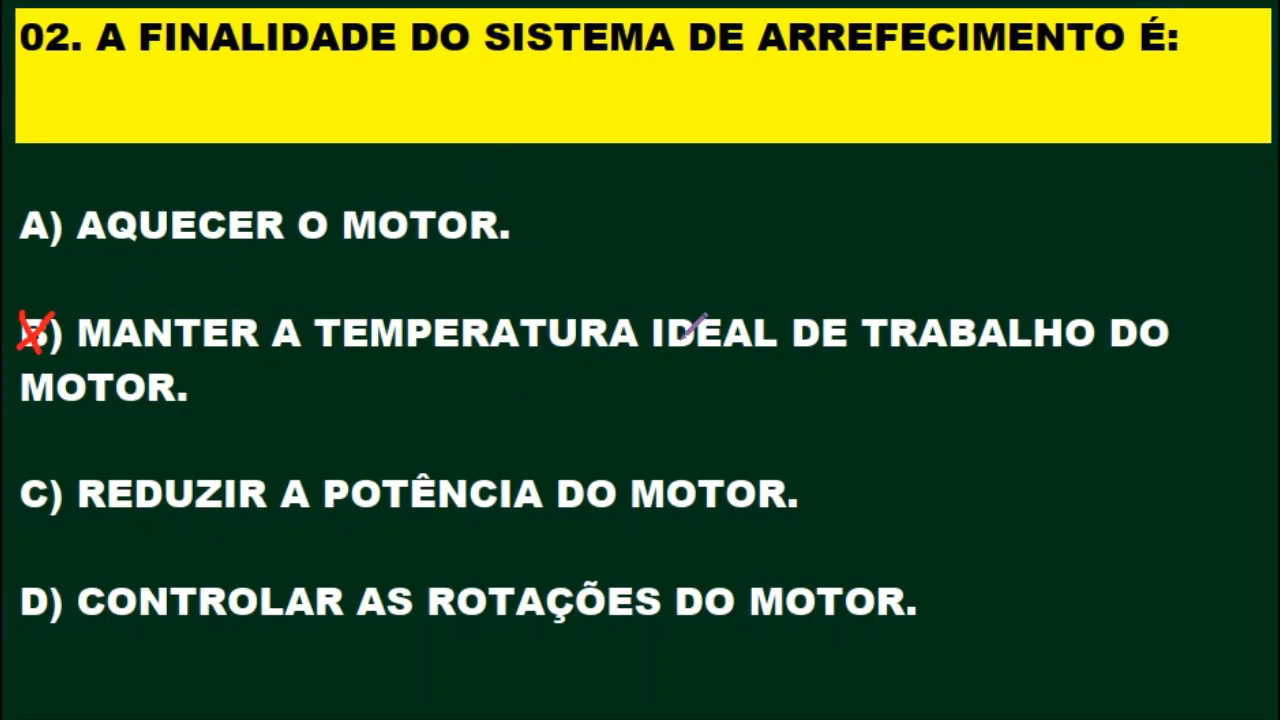 02. A FINALIDADE DO SISTEMA DE ARREFECIMENTO É:
A) AQUECER O MOTOR.
B) MANTER A TEMPERATURA IDEAL DE TRABALHO DO
MOTOR.
C) REDUZIR A POTÊNCIA DO MOTOR.
D) CONTROLAR AS ROTAÇÕES DO MOTOR.